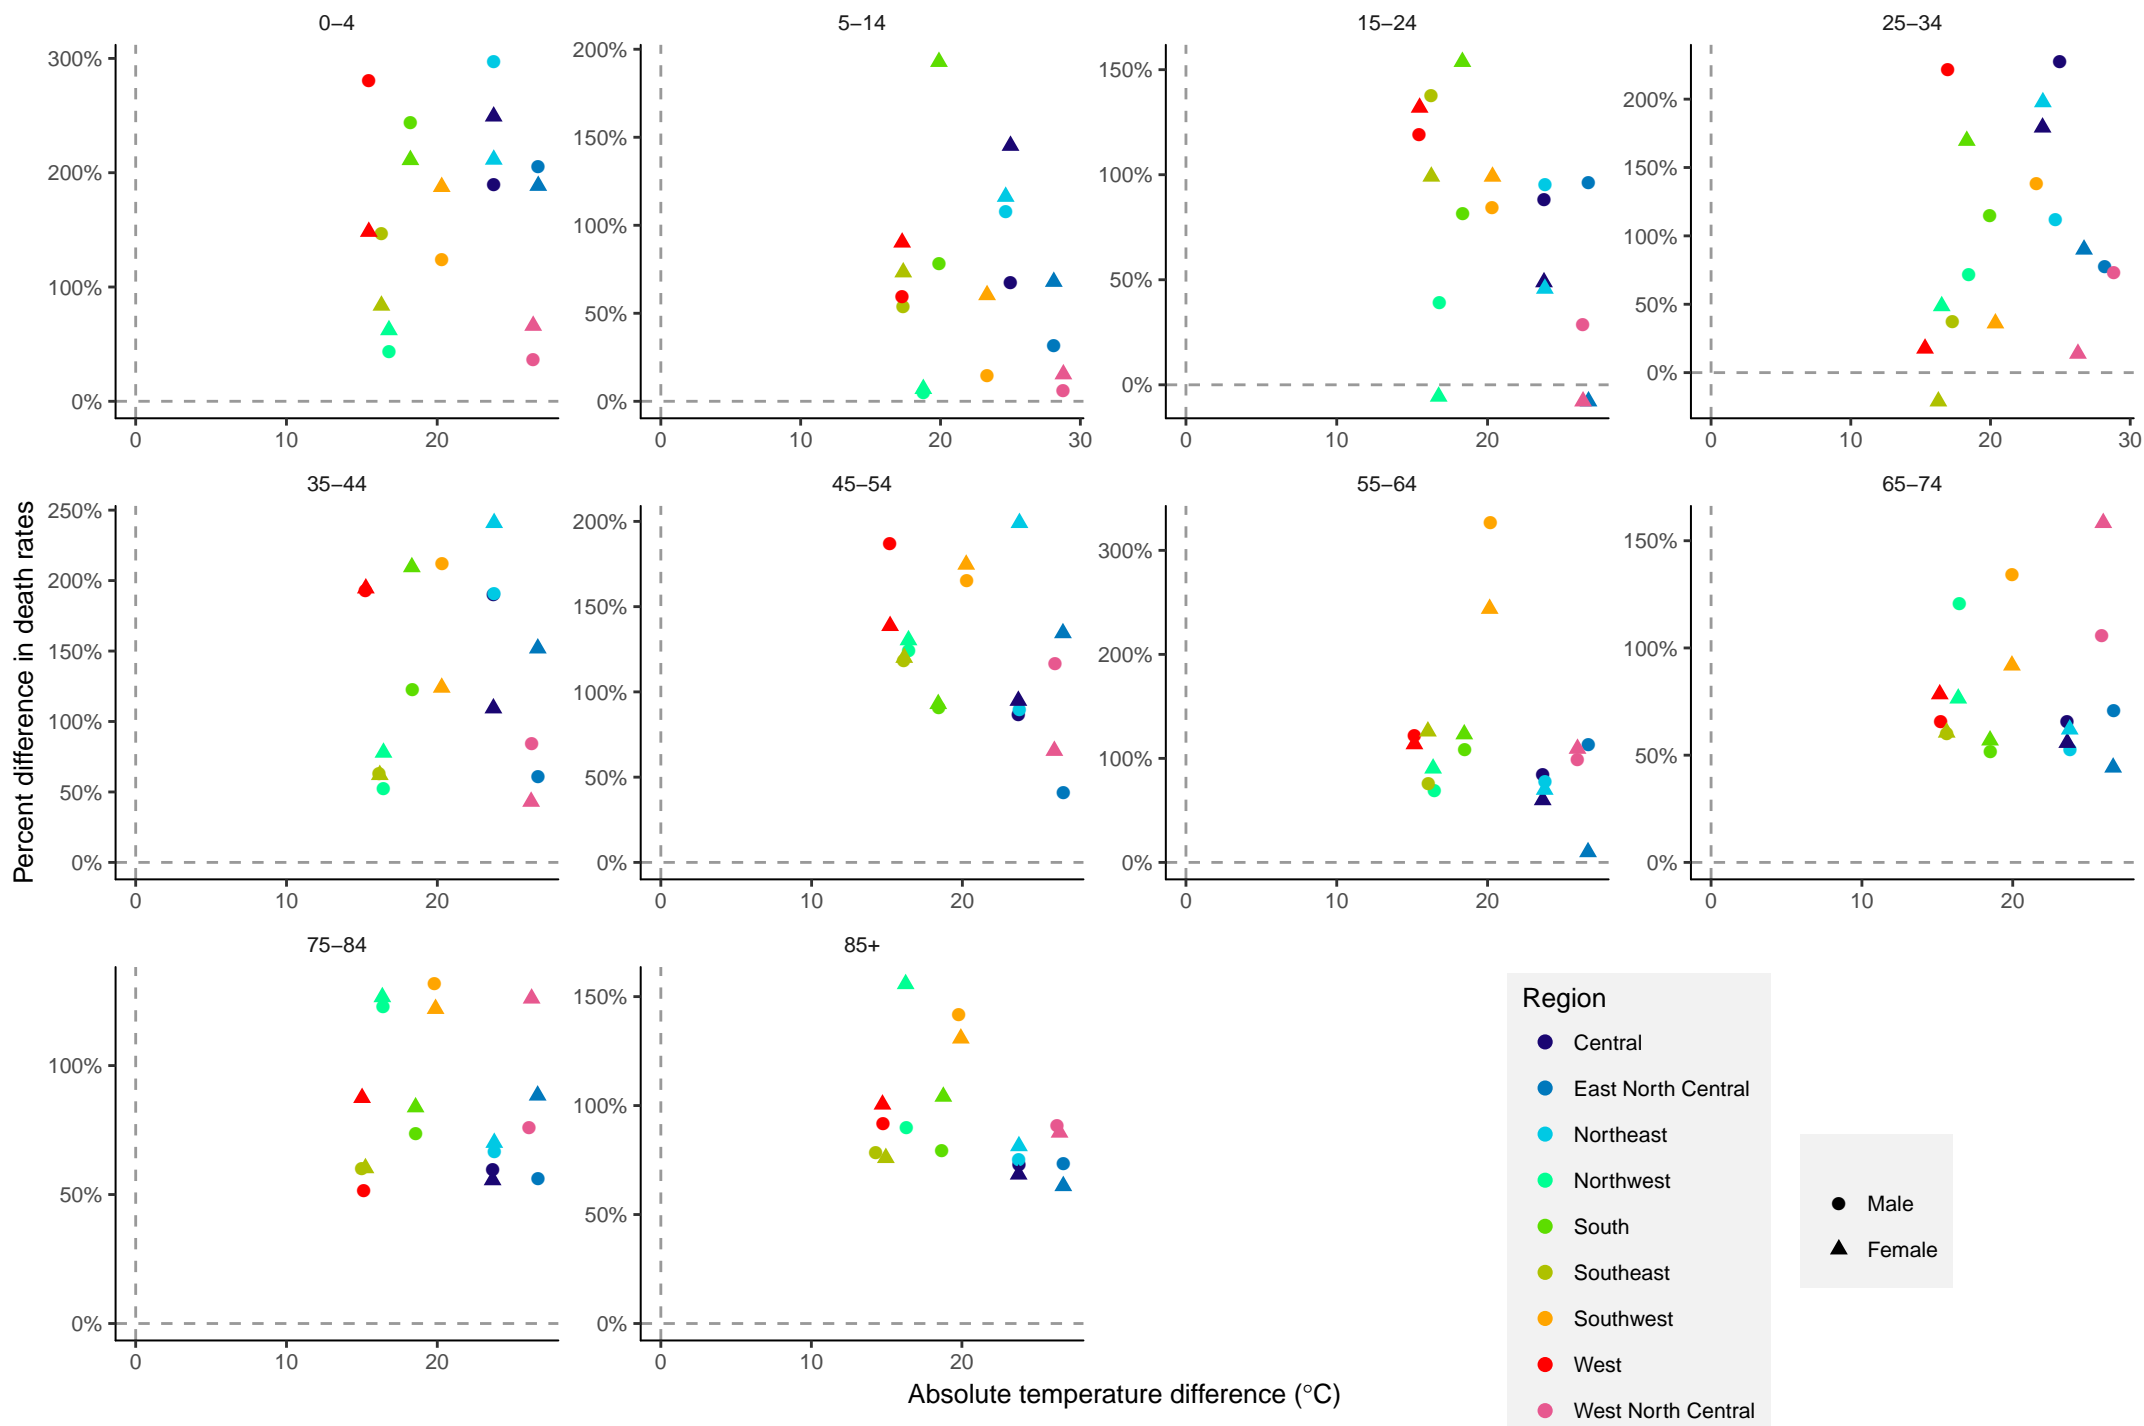 0–4 5–14 15–24 25–34
300% 200% 150% 200%
200% 150% 100% 150%
100% 100% 50% 100%
0% 50% 0% 50%
0% 0%
0 10 20 0 10 20 30 0 10 20 0 10 20 30
35–44 45–54 55–64 65–74
Percent difference in death rates
250% 200% 300% 150%
200% 150% 200% 100%
150% 100% 100% 50%
100% 50% 0% 0%
50% 0%
0%
0 10 20 0 10 20 0 10 20 0 10 20
75–84 85+
100% 150%
50% 100%
0% 50%
0%
0 10 20 0 10 20
Absolute temperature difference (°C)
Region
Central
East North Central
Northeast
Northwest
South
Southeast
Southwest
West
West North Central
Male
Female